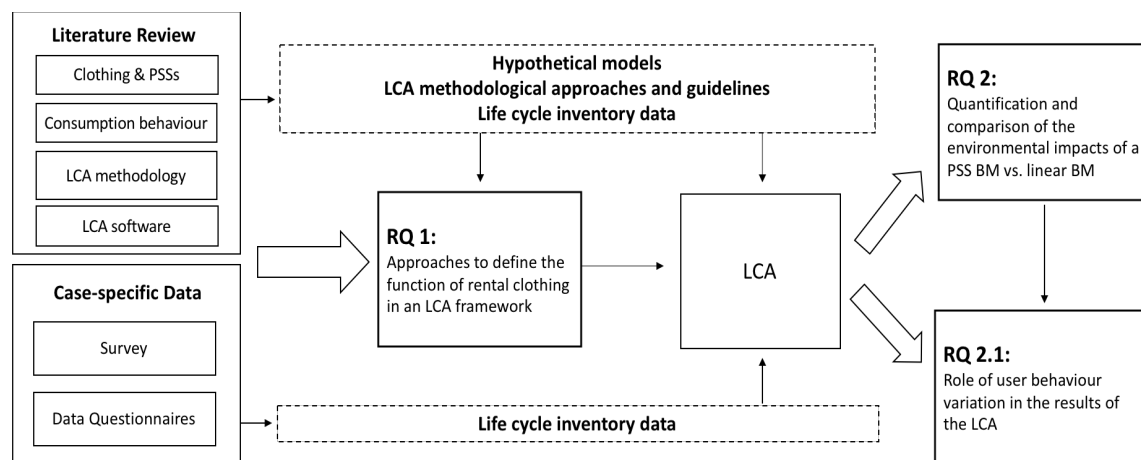 Literature Review
Clothing & PSSs
Consumption behaviour
LCA methodology
LCA software
Case-specific Data
Survey
Data Questionnaires
Hypothetical models
LCA methodological approaches and guidelines
Life cycle inventory data
RQ 1:
Approaches to define the
function of rental clothing
in an LCA framework
LCA
Life cycle inventory data
RQ 2:
Quantification and
comparison of the
environmental impacts of a
PSS BM vs. linear BM
RQ 2.1:
Role of user behaviour
variation in the results of
the LCA